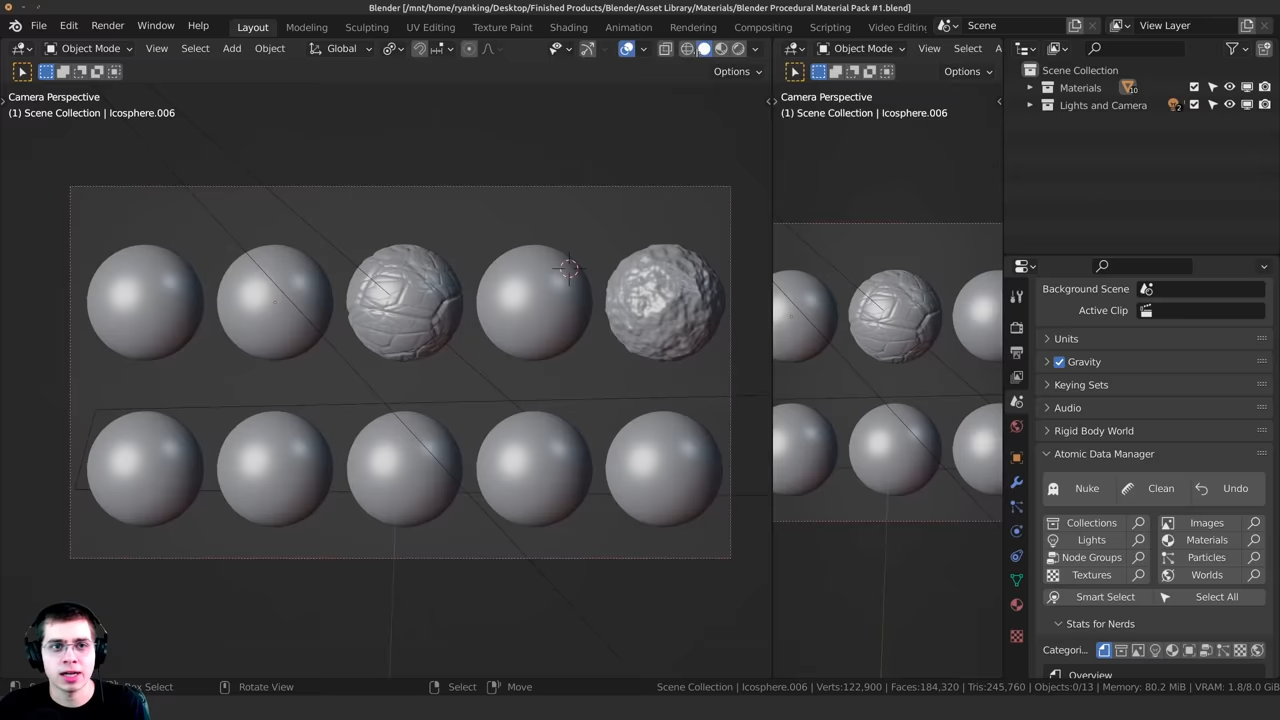 Blender [/mnt/home/ryanking/Desktop/Finished Products/Blender/Asset Library/Materials/Blender Procedural Material Pack #1.blend]
File Edit Render Window Help
Layout Modeling Sculpting UV Editing Texture Paint Shading Animation Rendering Compositing Video Editing
Scene
View Layer
Object Mode View Select Add Object Global
Object Mode View Select A
Options
Options
Camera Perspective
(1) Scene Collection | Icosphere.006
Camera Perspective
(1) Scene Collection | Icosphere.006
Scene Collection
Materials 10
Lights and Camera 2
Background Scene
Active Clip
Units
Gravity
Keying Sets
Audio
Rigid Body World
Atomic Data Manager
Nuke Clean Undo
Collections Images
Lights Materials
Node Groups Particles
Textures Worlds
Smart Select Select All
Stats for Nerds
Categori...
Overview
Box Select Rotate View Select Move
Scene Collection | Icosphere.006 | Verts:122,900 | Faces:184,320 | Tris:245,760 | Objects:0/13 | Memory: 80.2 MiB | VRAM: 1.8/8.0 GiB